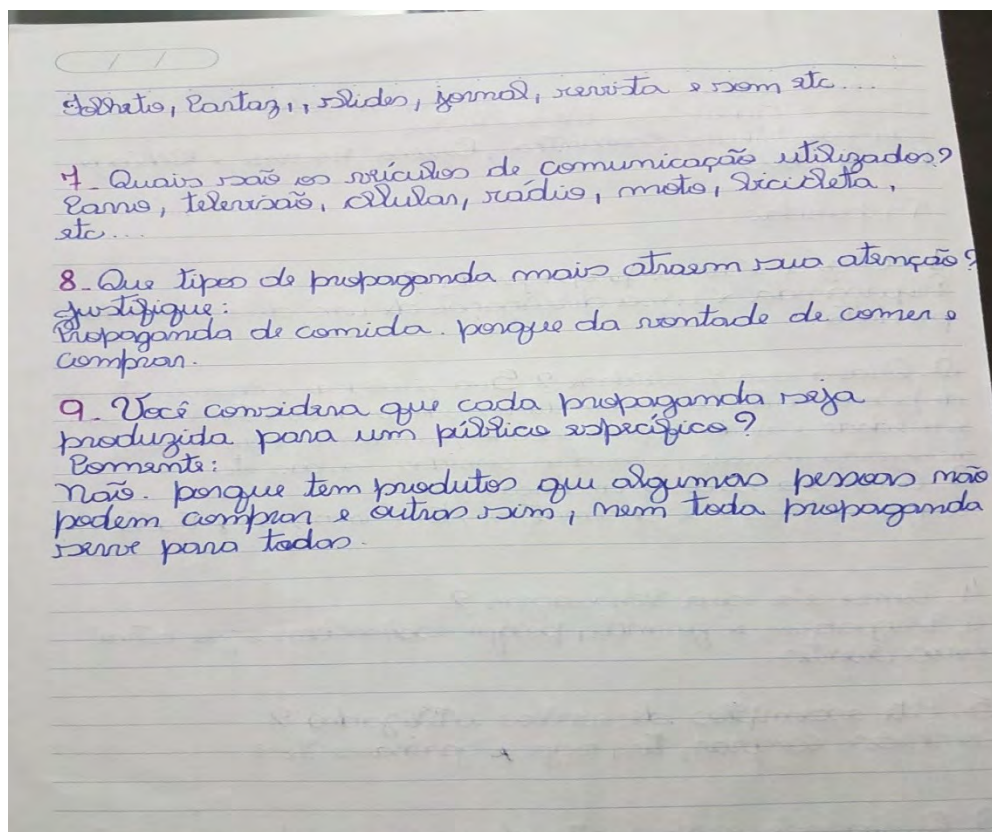 / /
Folheto, Cartaz,, slides, jornal, revista e som etc...
7- Quais são os veículos de comunicação utilizados?
Carro, televisão, celular, rádio, moto, bicicleta,
etc...
8- Que tipos de propaganda mais atraem sua atenção?
Justifique:
Propaganda de comida. porque da vontade de comer e
comprar.
9- Você considera que cada propaganda seja
produzida para um público específico?
Comente:
não. porque tem produtos qu algumas pessoas não
podem comprar e outras sim, nem toda propaganda
serve para todos.